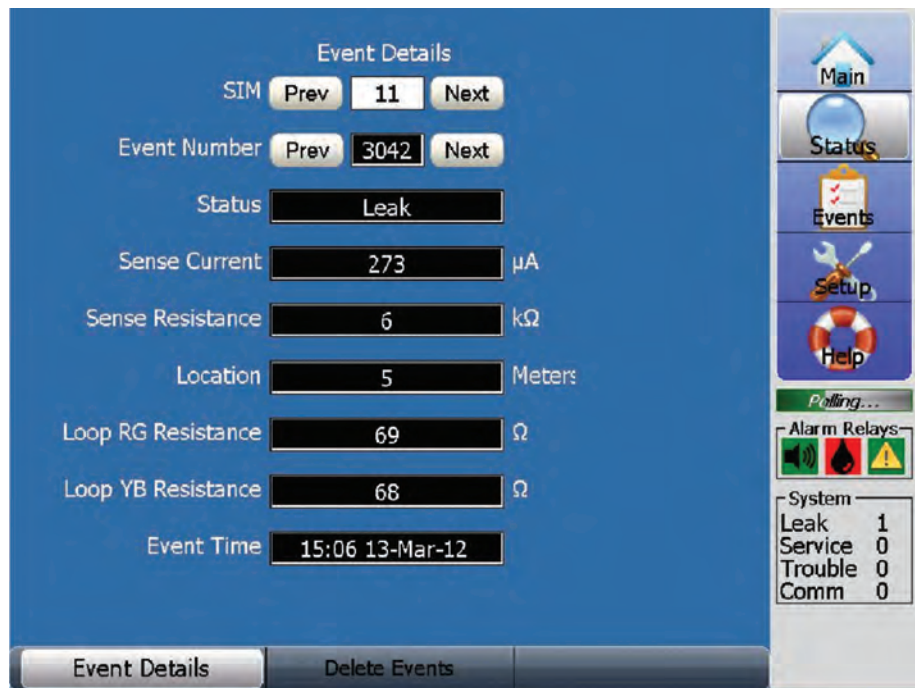 Event Details
SIM Prev 11 Next
Event Number Prev 3042 Next
Status Leak
Sense Current 273 µA
Sense Resistance 6 kΩ
Location 5 Meters
Loop RG Resistance 69 Ω
Loop YB Resistance 68 Ω
Event Time 15:06 13-Mar-12
Event Details Delete Events
Main
Status
Events
Setup
Help
Polling...
Alarm Relays
System
Leak 1
Service 0
Trouble 0
Comm 0